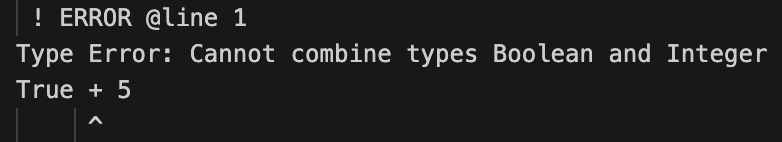 ! ERROR @line 1
Type Error: Cannot combine types Boolean and Integer
True + 5
^